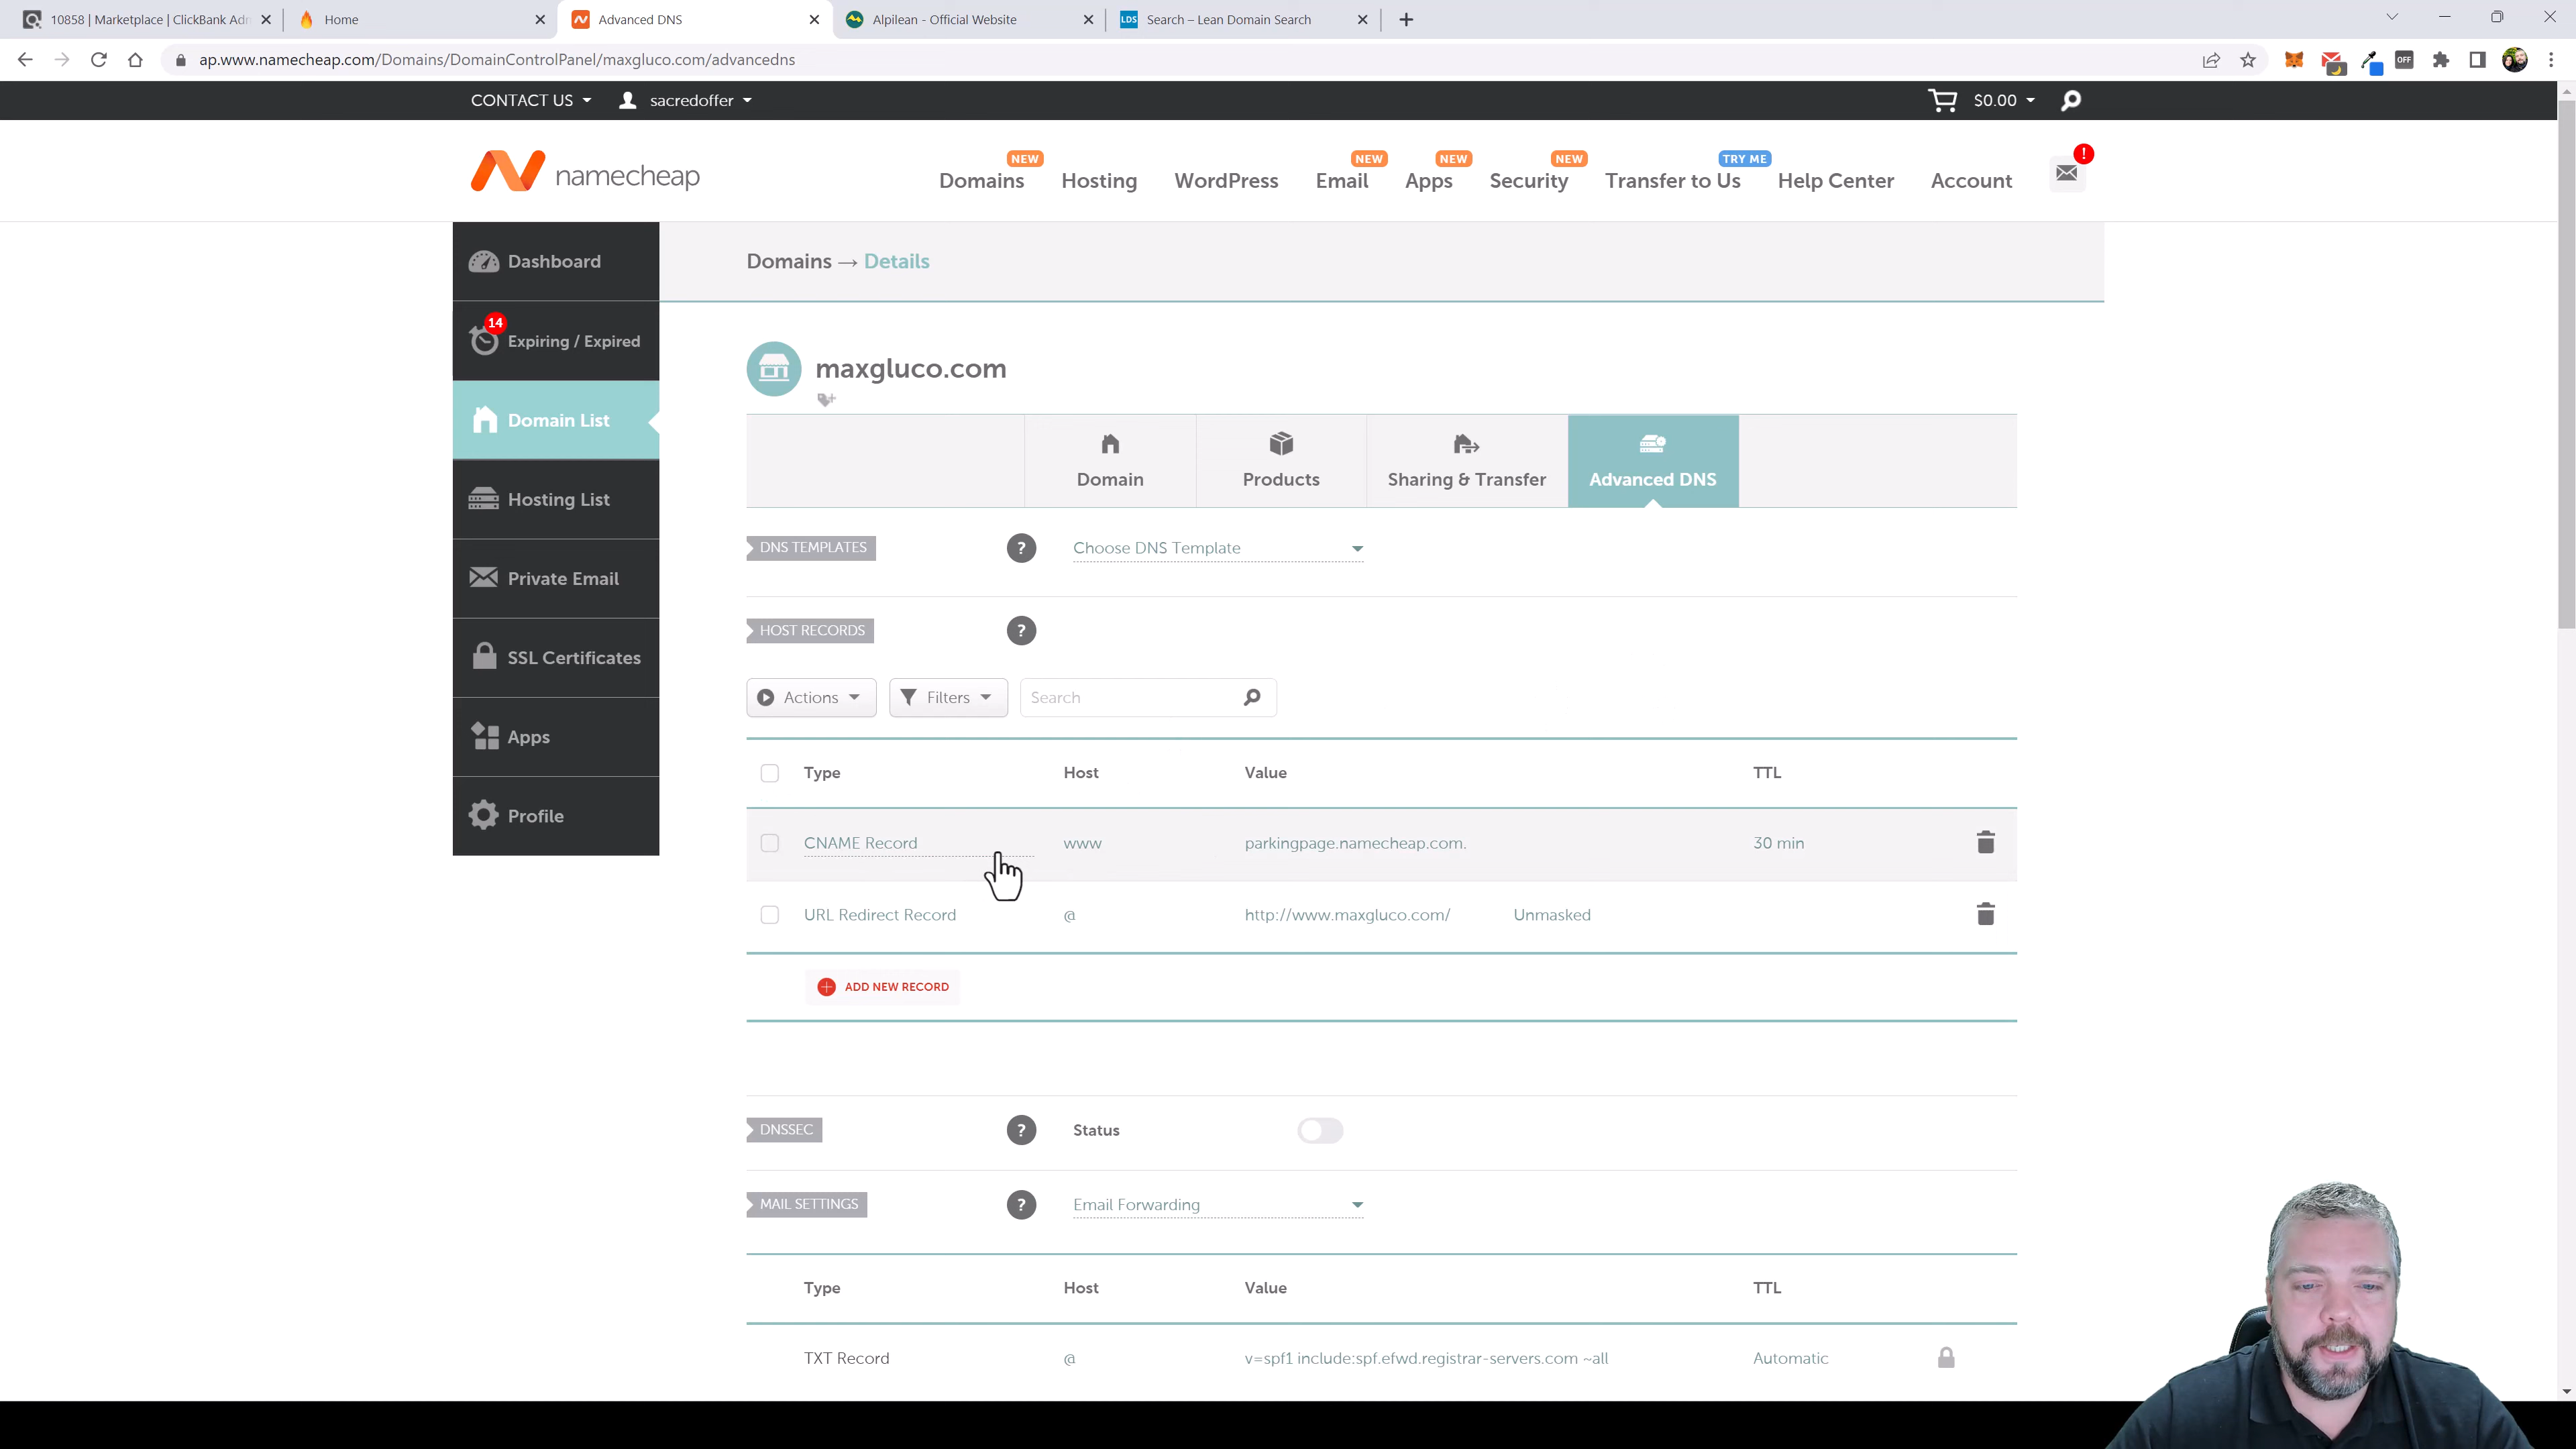 10858 | Marketplace | ClickBank Adm
Home
Advanced DNS
Alpilean - Official Website
LDS
Search – Lean Domain Search
ap.www.namecheap.com/Domains/DomainControlPanel/maxgluco.com/advancedns
OFF
CONTACT US
sacredoffer
$0.00
namecheap
NEW
NEW
NEW
NEW
TRY ME
!
Domains
Hosting
WordPress
Email
Apps
Security
Transfer to Us
Help Center
Account
Dashboard
14
Expiring / Expired
Domain List
Hosting List
Private Email
SSL Certificates
Apps
Profile
Domains → Details
maxgluco.com
Domain
Products
Sharing & Transfer
Advanced DNS
DNS TEMPLATES
?
Choose DNS Template
HOST RECORDS
?
Actions
Filters
Search
Type
Host
Value
TTL
CNAME Record
www
parkingpage.namecheap.com.
30 min
URL Redirect Record
@
http://www.maxgluco.com/
Unmasked
ADD NEW RECORD
DNSSEC
?
Status
MAIL SETTINGS
?
Email Forwarding
Type
Host
Value
TTL
TXT Record
@
v=spf1 include:spf.efwd.registrar-servers.com ~all
Automatic